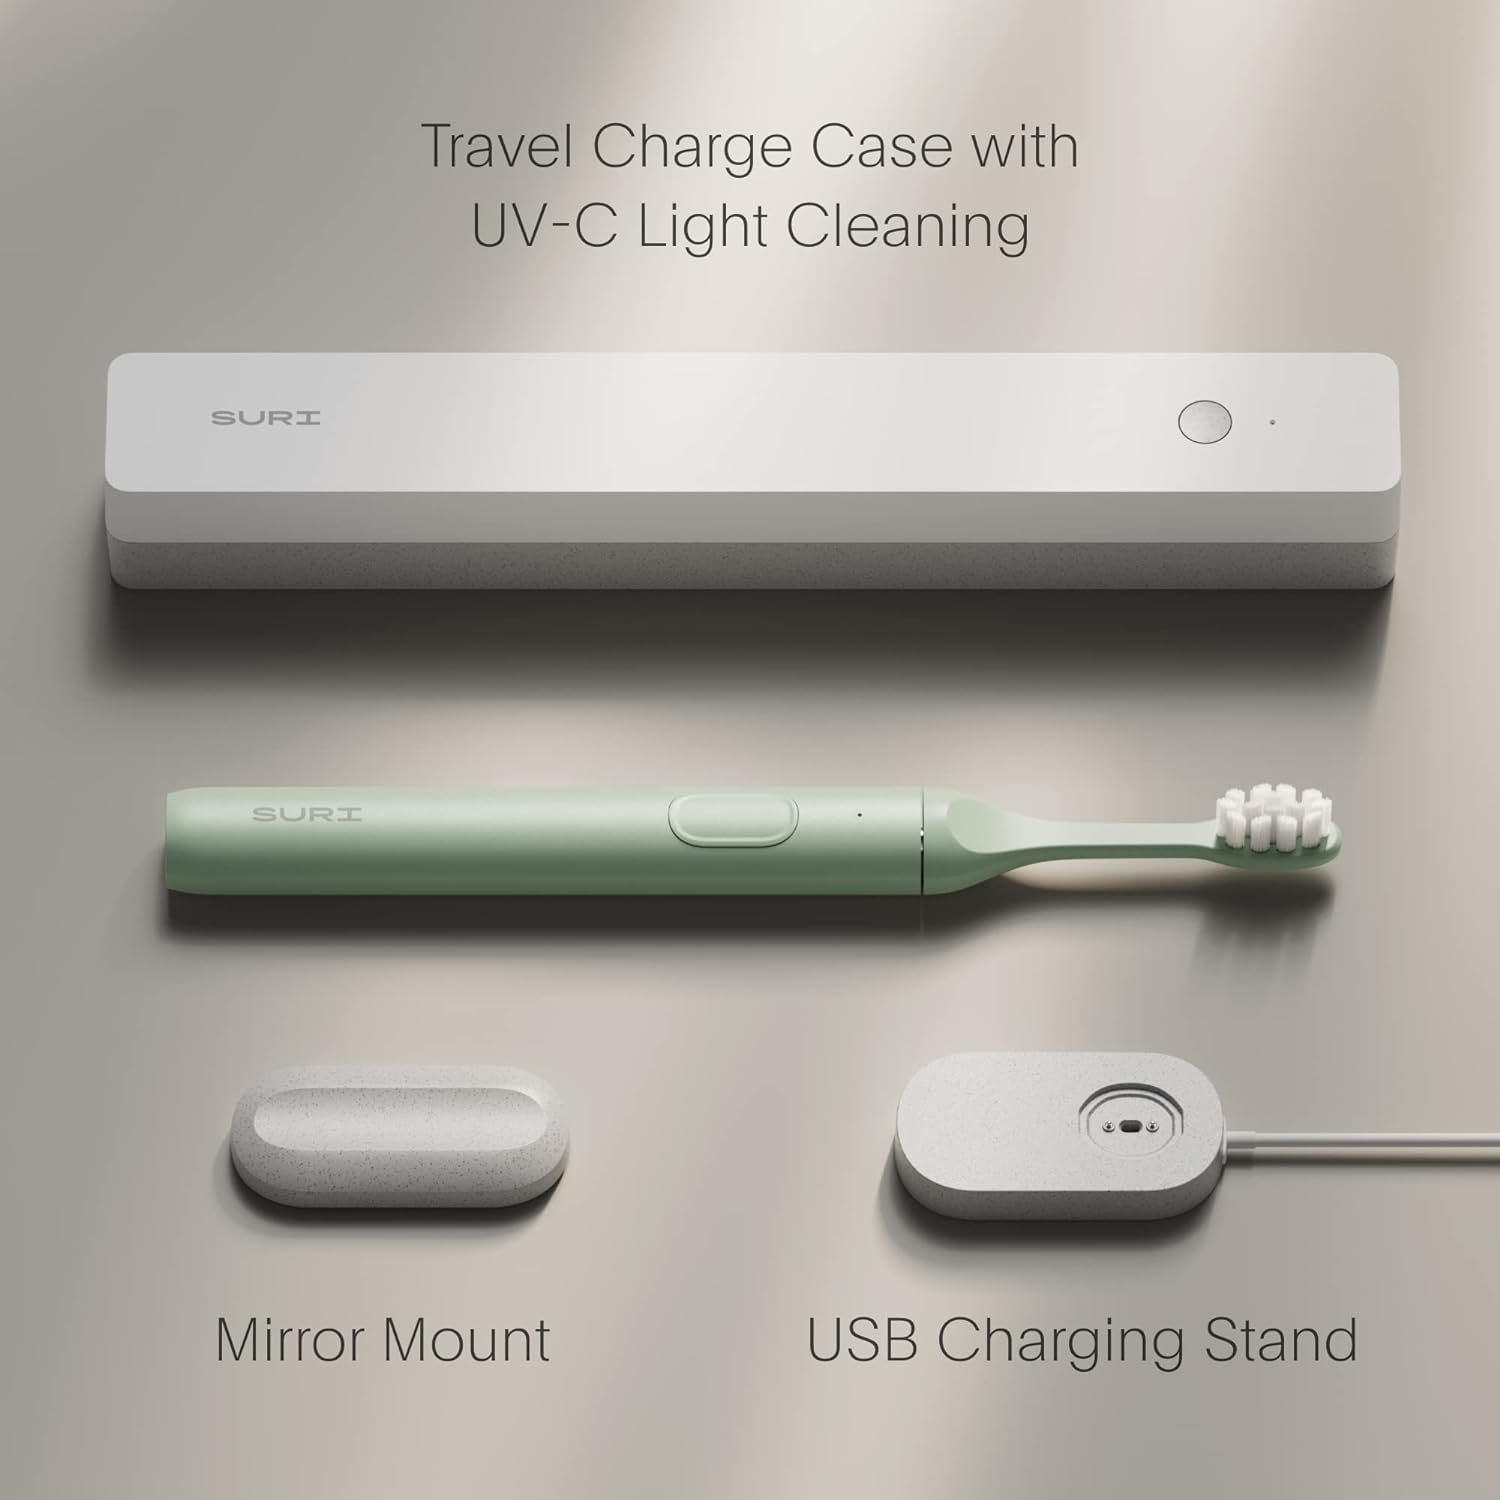 Travel Charge Case with
UV-C Light Cleaning
SURI
SURI
Mirror Mount
USB Charging Stand